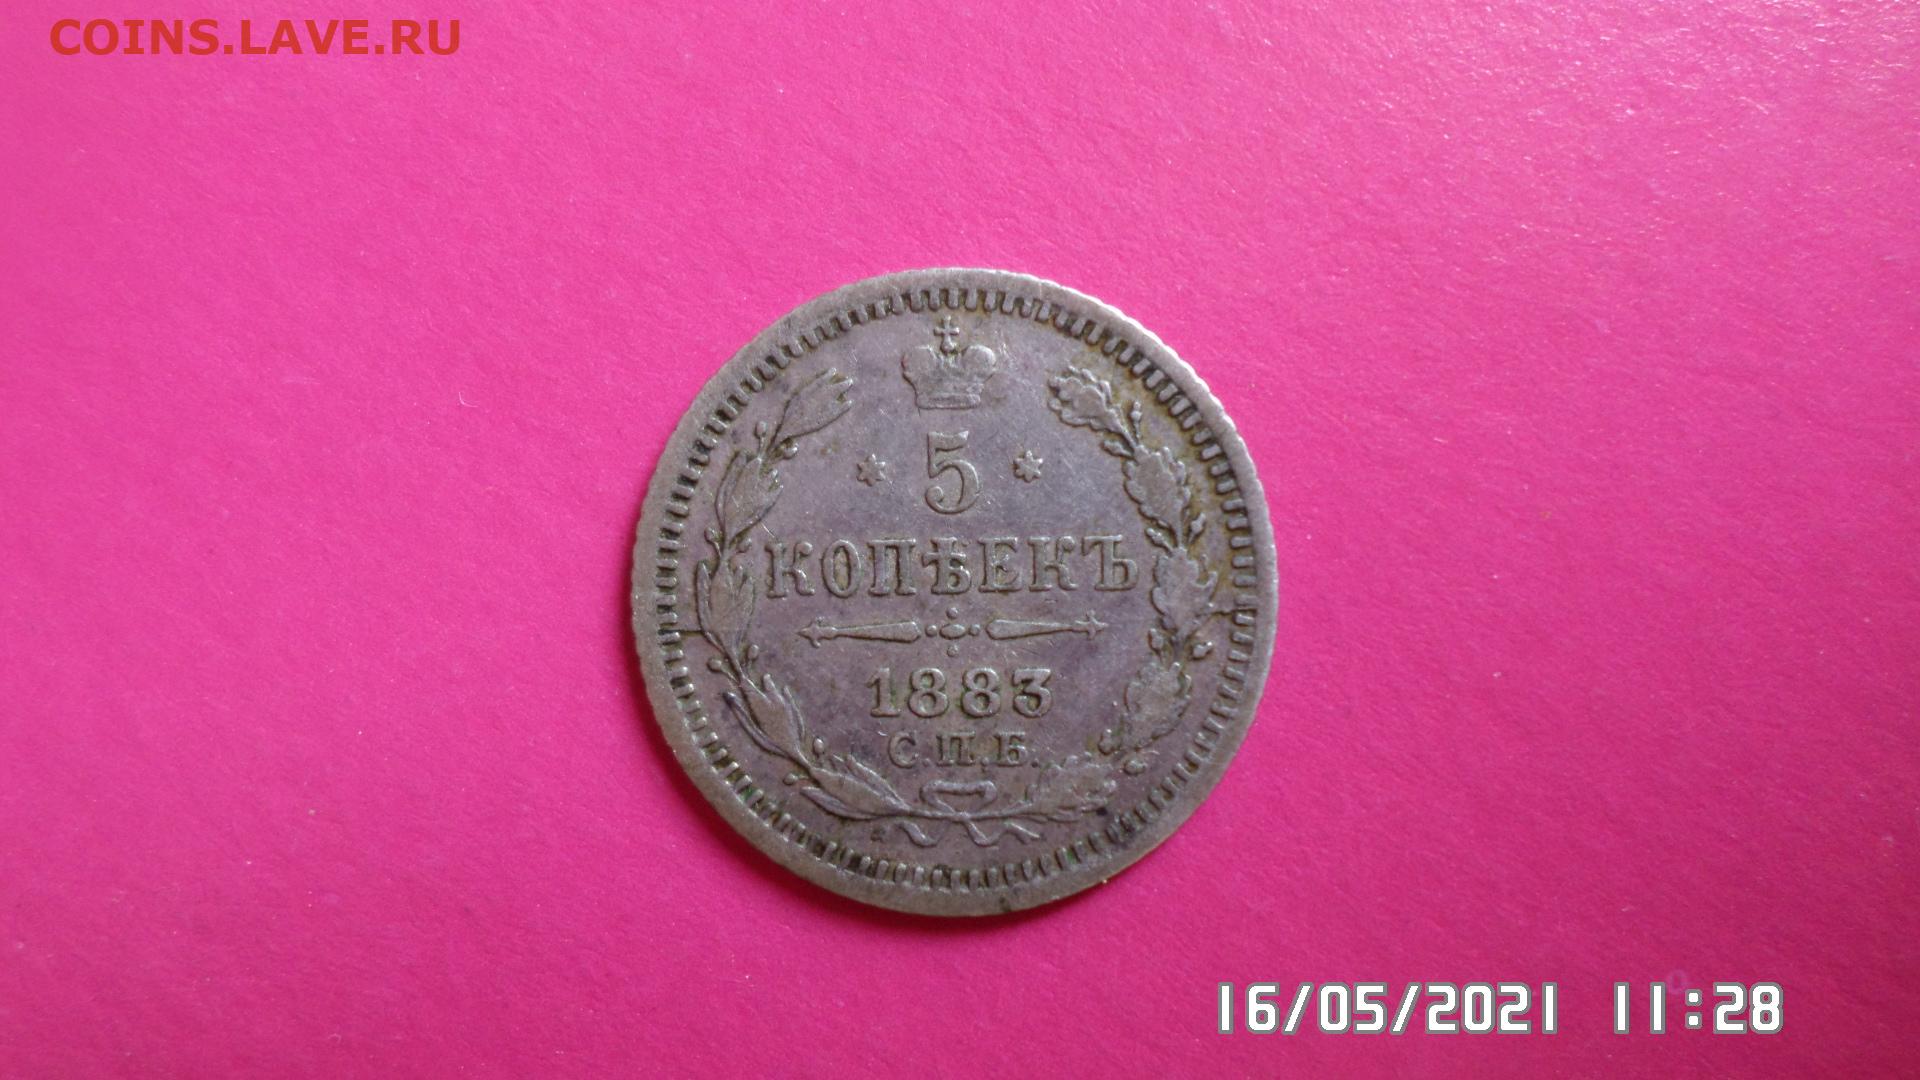 COINS.LAVE.RU
* 5 *
КОПѢЕКЪ
1883
С.П.Б.
16/05/2021 11:28